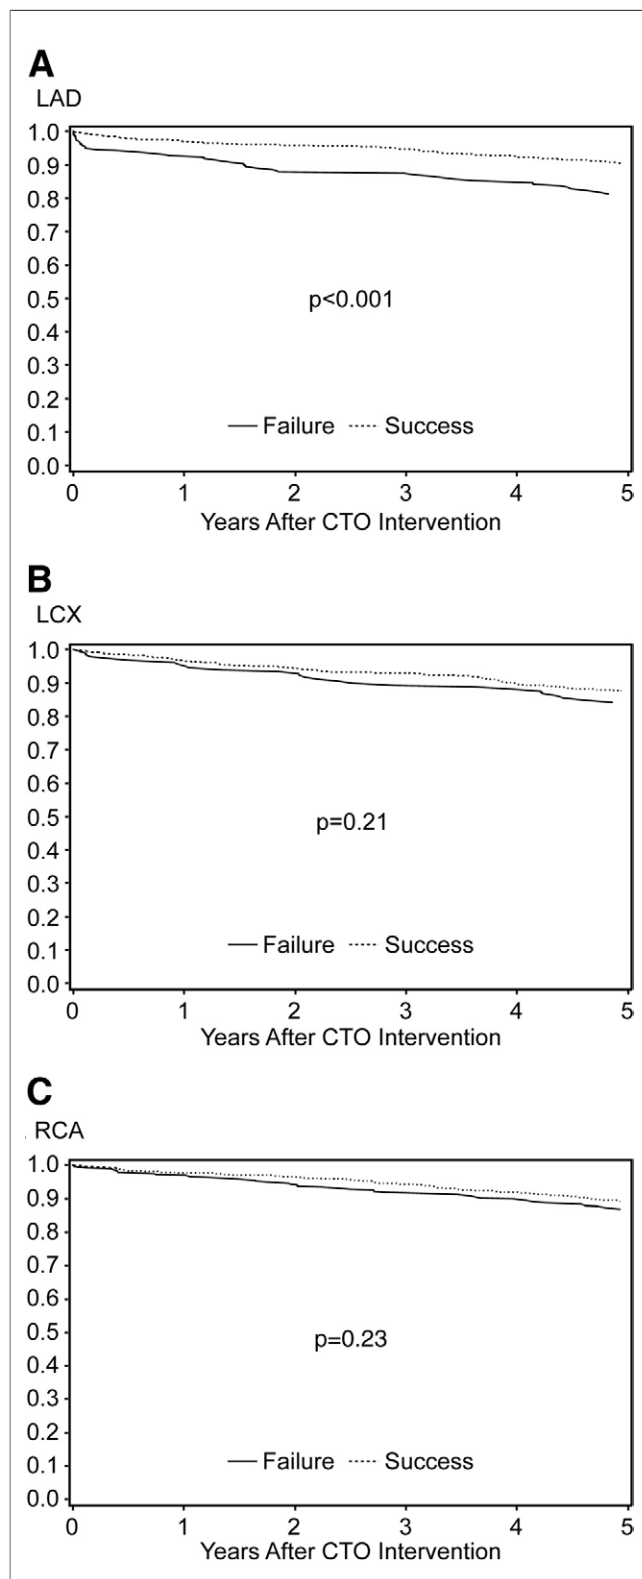 A
LAD
1.0
0.9
0.8
0.7
0.6
0.5
0.4
0.3
0.2
0.1
0.0
p<0.001
Failure Success
0 1 2 3 4 5
Years After CTO Intervention
B
LCX
1.0
0.9
0.8
0.7
0.6
0.5
0.4
0.3
0.2
0.1
0.0
p=0.21
Failure Success
0 1 2 3 4 5
Years After CTO Intervention
C
RCA
1.0
0.9
0.8
0.7
0.6
0.5
0.4
0.3
0.2
0.1
0.0
p=0.23
Failure Success
0 1 2 3 4 5
Years After CTO Intervention